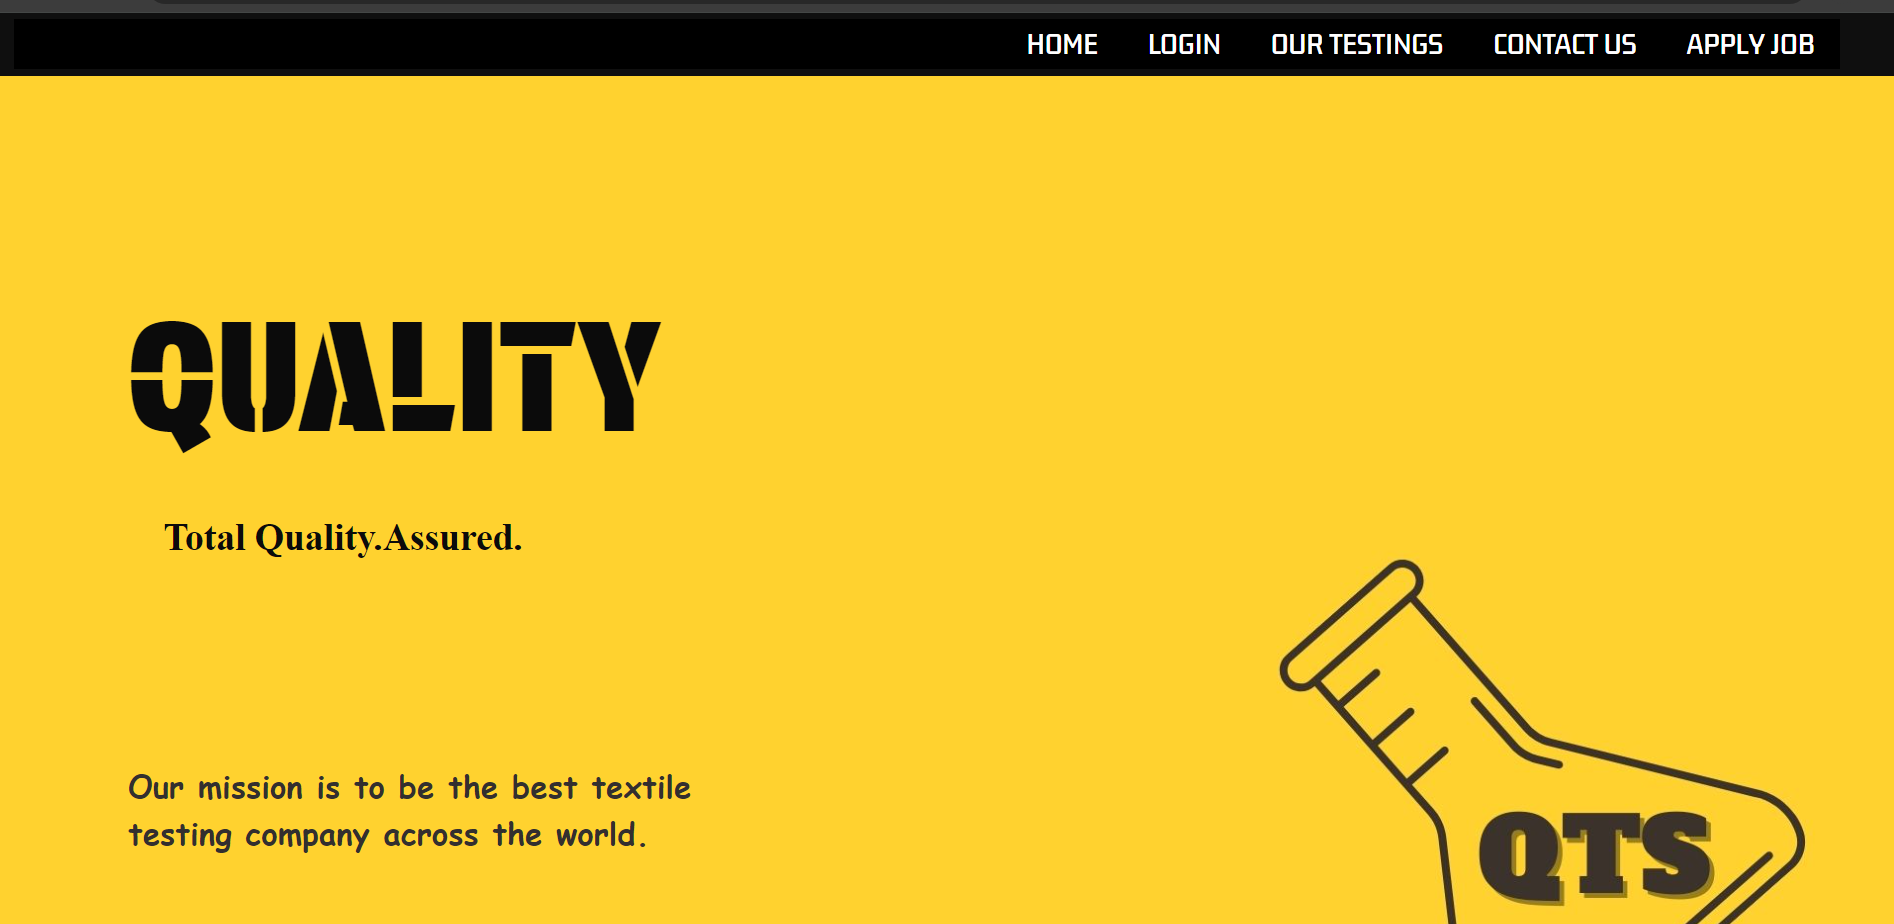 HOME LOGIN OUR TESTINGS CONTACT US APPLY JOB
QUALITY
Total Quality.Assured.
Our mission is to be the best textile
testing company across the world.
QTS